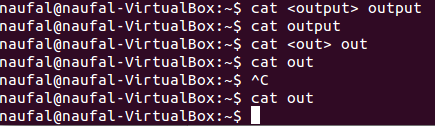 naufal@naufal-VirtualBox:~$ cat <output> output
naufal@naufal-VirtualBox:~$ cat output
naufal@naufal-VirtualBox:~$ cat <out> out
naufal@naufal-VirtualBox:~$ cat out
naufal@naufal-VirtualBox:~$ ^C
naufal@naufal-VirtualBox:~$ cat out
naufal@naufal-VirtualBox:~$